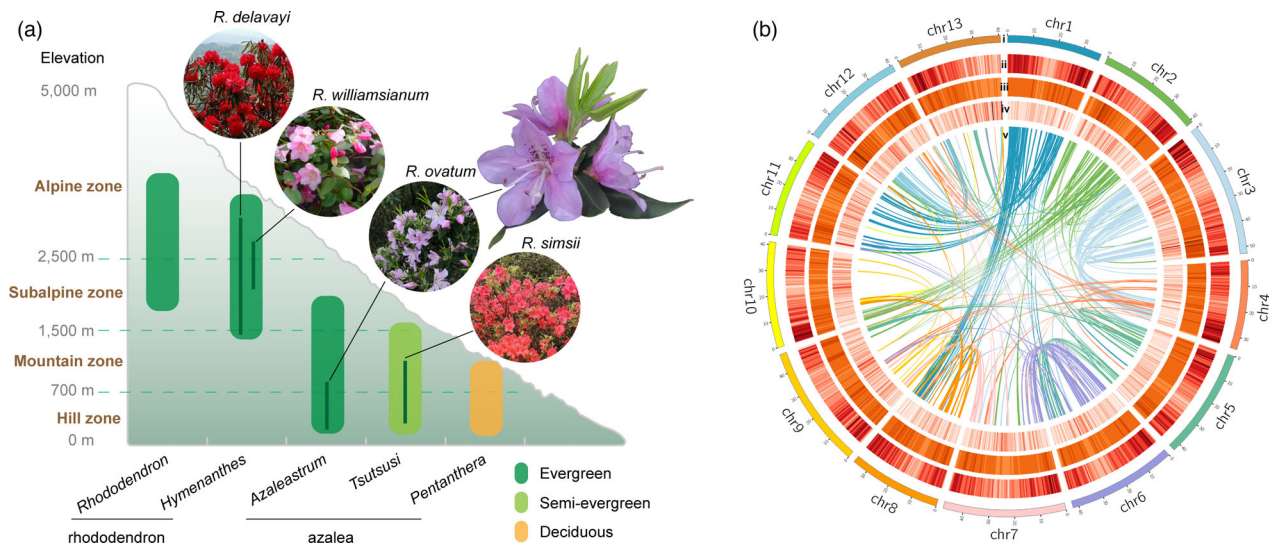 (a)
Elevation
5,000 m
Alpine zone
2,500 m
Subalpine zone
1,500 m
Mountain zone
700 m
Hill zone
0 m
R. delavayi
R. williamsianum
R. ovatum
R. simsii
Rhododendron
Hymenanthes
Azaleastrum
Tsutsusi
Pentanthera
rhododendron
azalea
Evergreen
Semi-evergreen
Deciduous
(b)
i
ii
iii
iv
v
chr1
chr2
chr3
chr4
chr5
chr6
chr7
chr8
chr9
chr10
chr11
chr12
chr13